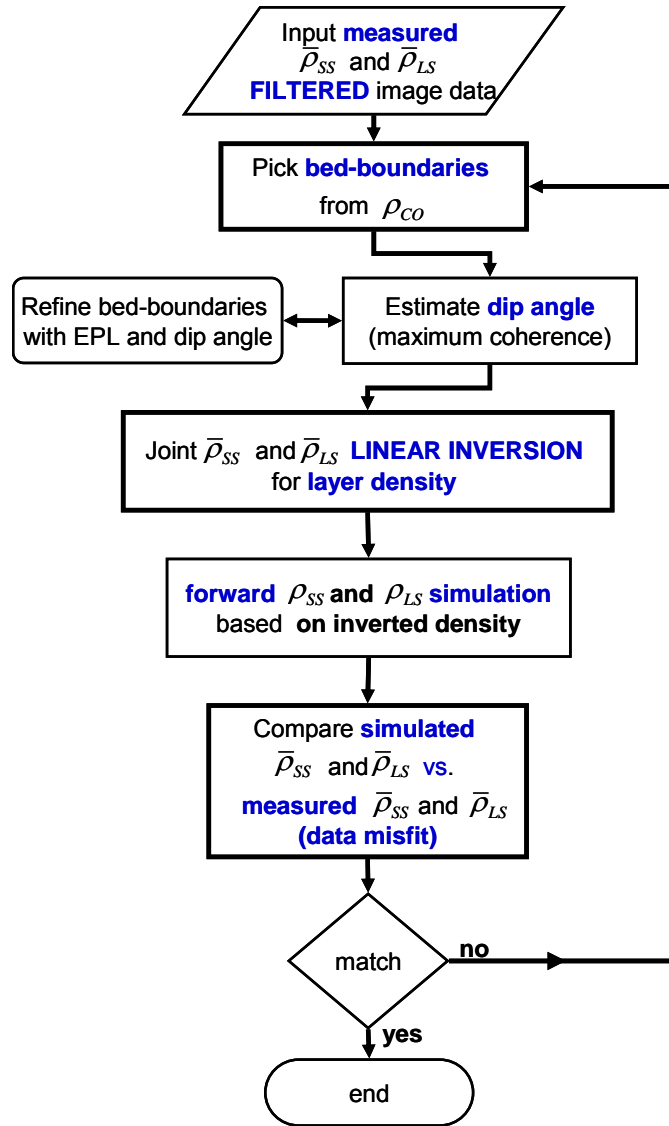 Input measured
ρ̅SS and ρ̅LS
FILTERED image data
Pick bed-boundaries
from ρCO
Refine bed-boundaries
with EPL and dip angle
Estimate dip angle
(maximum coherence)
Joint ρ̅SS and ρ̅LS LINEAR INVERSION
for layer density
forward ρSS and ρLS simulation
based on inverted density
Compare simulated
ρ̅SS and ρ̅LS vs.
measured ρ̅SS and ρ̅LS
(data misfit)
match
no
yes
end